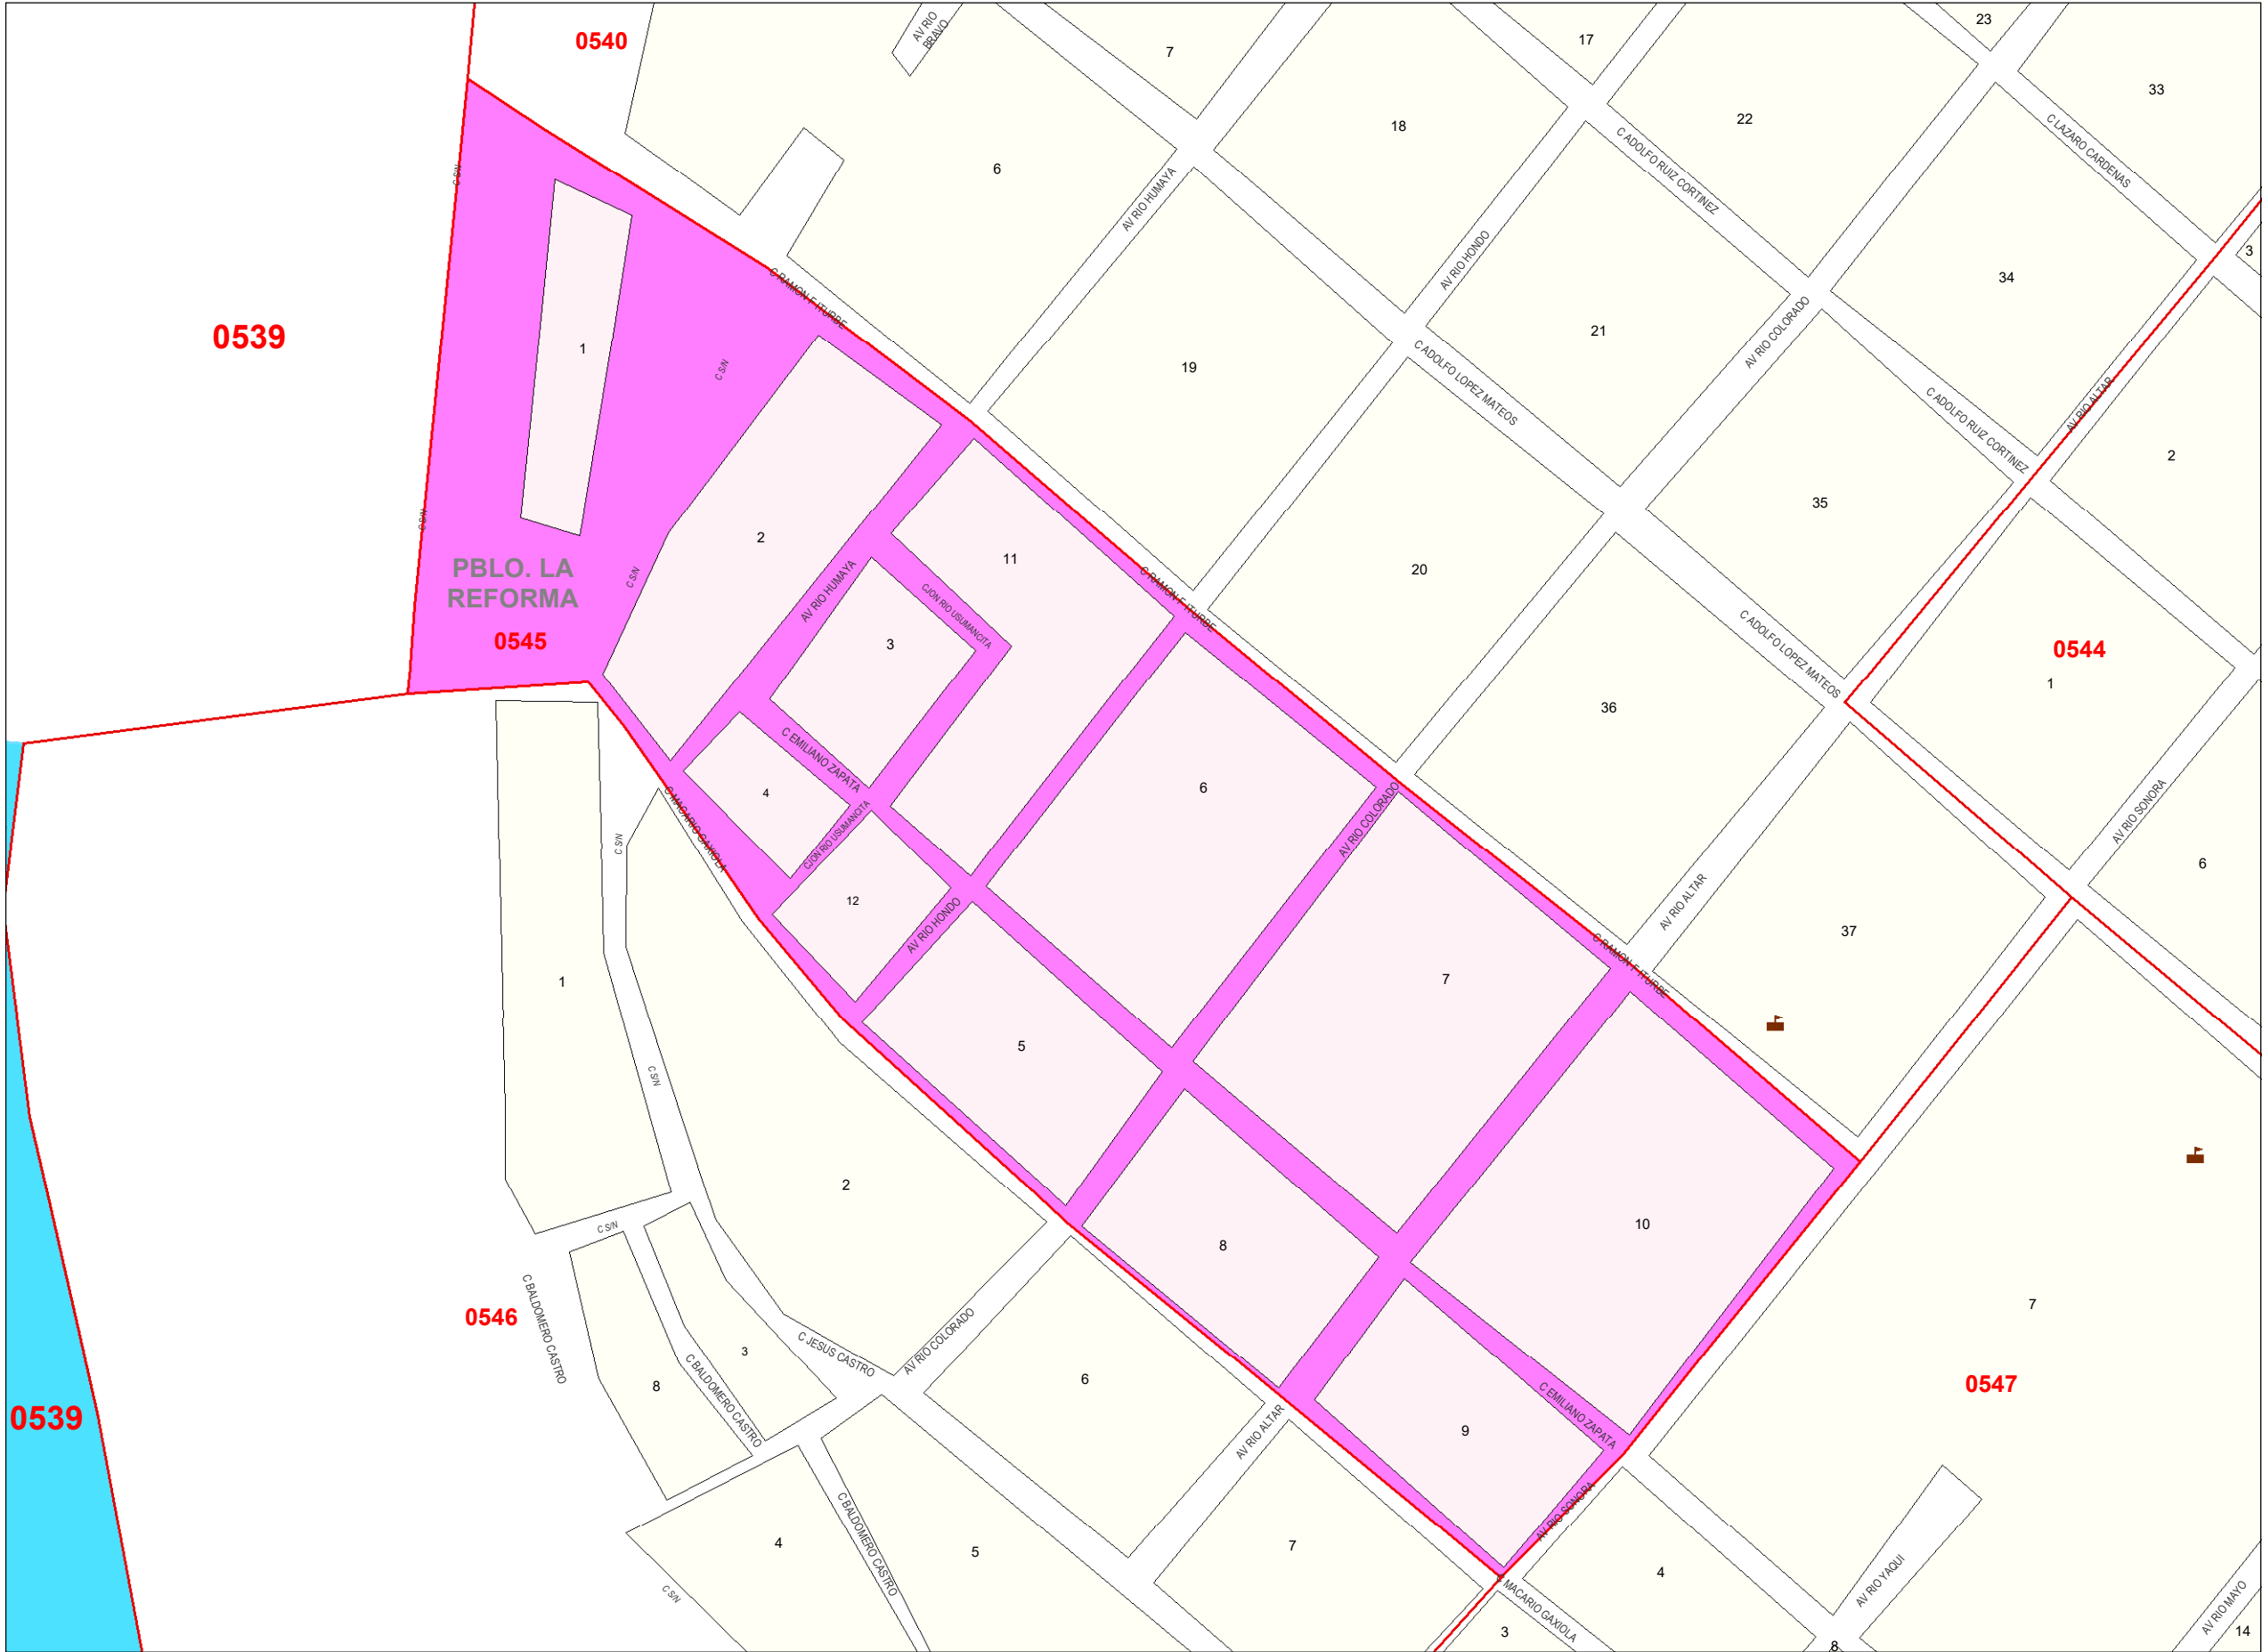 0540
AV RIO
BRAVO
7
17
23
33
18
22
6
C ADOLFO RUIZ CORTINEZ
C LAZARO CARDENAS
C S/N
AV RIO HUMAYA
AV RIO HONDO
34
3
C RAMON F ITURBE
AV RIO COLORADO
0539
1
C S/N
19
C ADOLFO LOPEZ MATEOS
21
AV RIO ALTAR
C ADOLFO RUIZ CORTINEZ
2
35
C S/N
2
11
PBLO. LA
REFORMA
C S/N
AV RIO HUMAYA
CJON RIO USUMANCITA
C RAMON F ITURBE
20
0545
3
C ADOLFO LOPEZ MATEOS
0544
1
36
C EMILIANO ZAPATA
4
6
C MACARIO GAXIOLA
CJON RIO USUMANCITA
AV RIO COLORADO
AV RIO SONORA
C S/N
6
12
AV RIO HONDO
AV RIO ALTAR
37
C RAMON F ITURBE
1
7
5
C S/N
2
8
10
C S/N
7
0546
C BALDOMERO CASTRO
C JESUS CASTRO
AV RIO COLORADO
3
C BALDOMERO CASTRO
8
6
0547
0539
C EMILIANO ZAPATA
AV RIO ALTAR
9
AV RIO SONORA
C BALDOMERO CASTRO
4
5
7
4
AV RIO YAQUI
C S/N
C MACARIO GAXIOLA
AV RIO MAYO
3
8
14